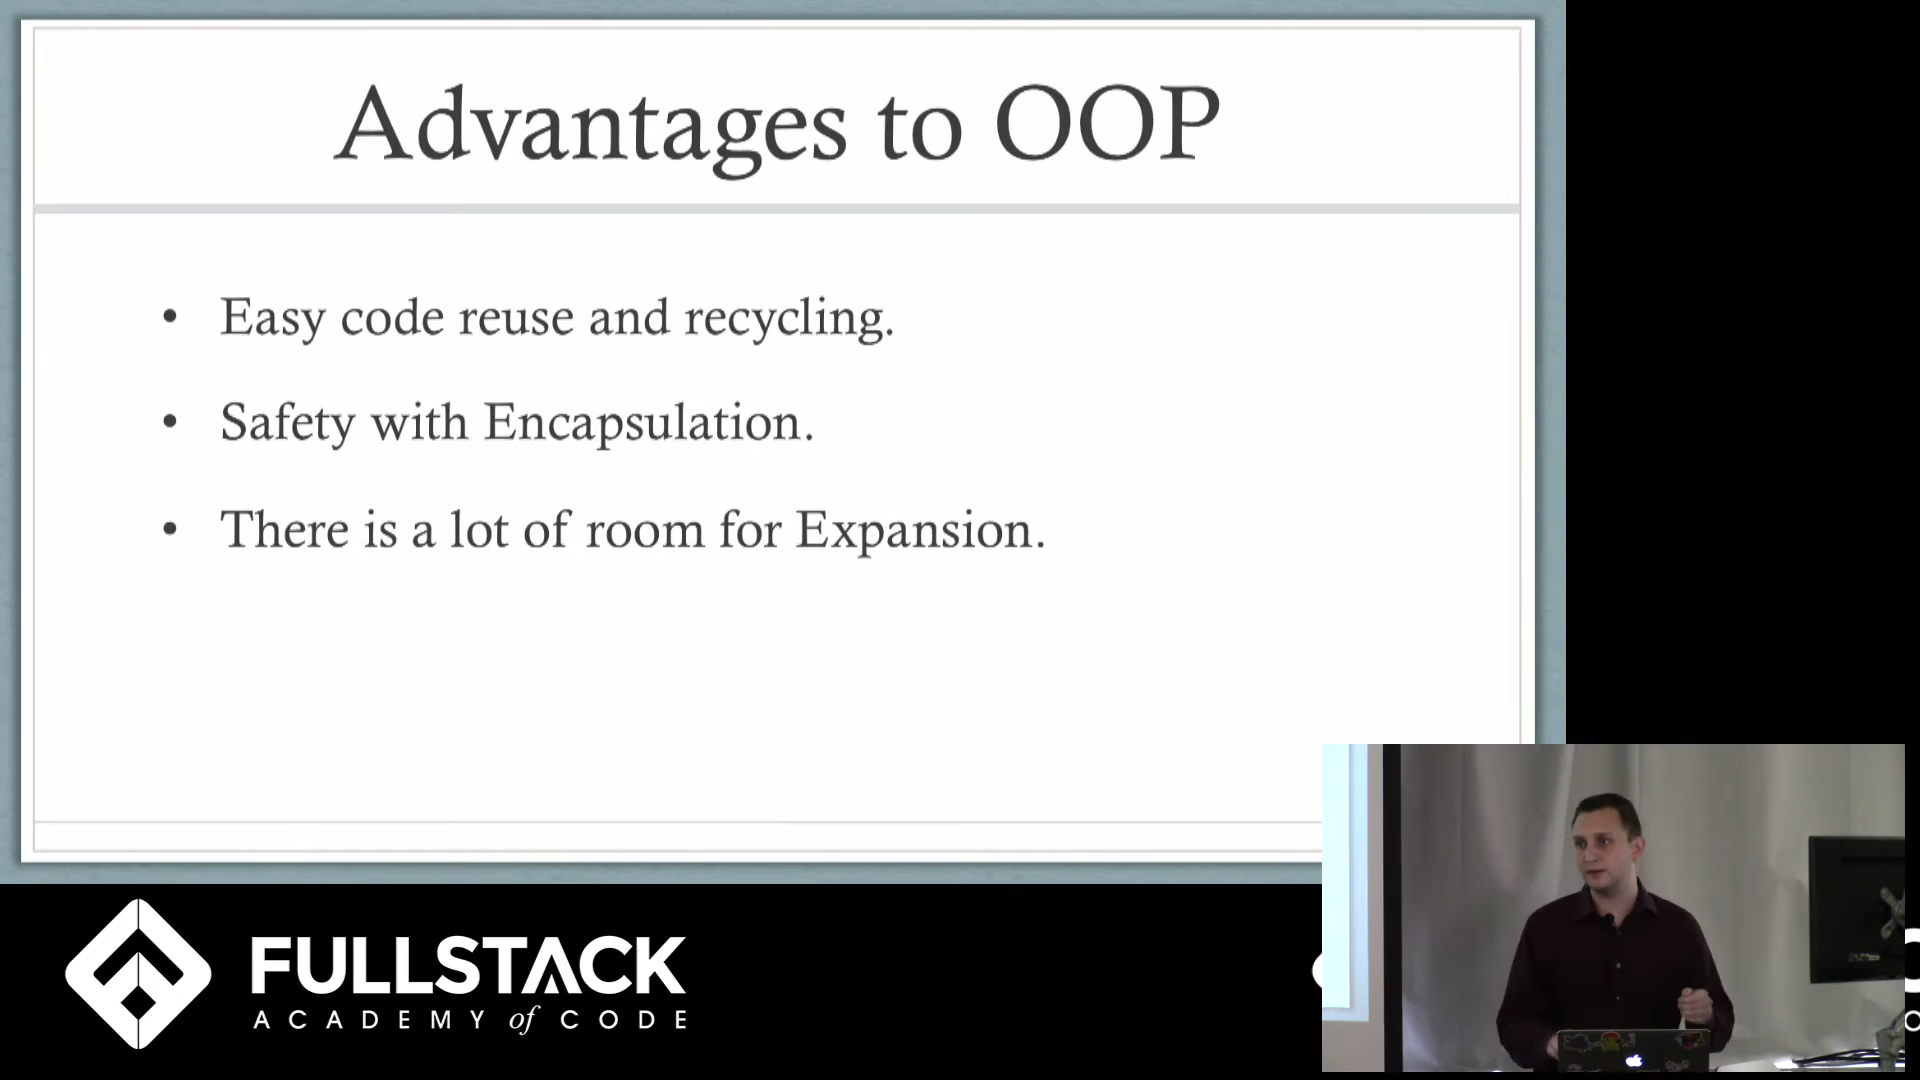 Advantages to OOP
• Easy code reuse and recycling.
• Safety with Encapsulation.
• There is a lot of room for Expansion.
FULLSTACK
ACADEMY of CODE